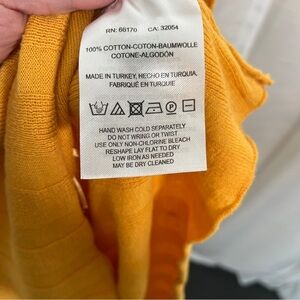 RN: 66170 CA: 32054
100% COTTON-COTON-BAUMWOLLE
COTONE-ALGODÓN
MADE IN TURKEY, HECHO EN TURQUIA,
FABRIQUÉ EN TURQUIE
HAND WASH COLD SEPARATELY
DO NOT WRING OR TWIST
USE ONLY NON-CHLORINE BLEACH
RESHAPE LAY FLAT TO DRY
LOW IRON AS NEEDED
MAY BE DRY CLEANED